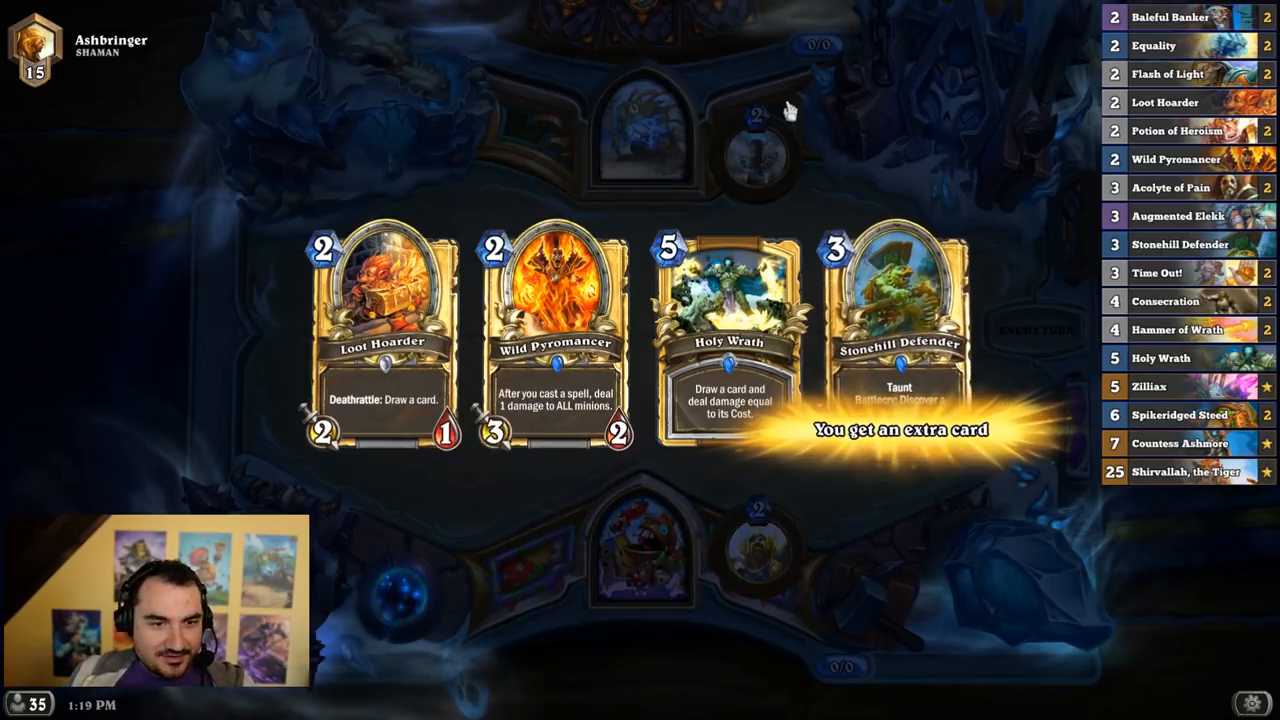 Ashbringer
SHAMAN
15
0/0
2
2
Loot Hoarder
Deathrattle: Draw a card.
2
1
2
Wild Pyromancer
After you cast a spell, deal
1 damage to ALL minions.
3
2
5
Holy Wrath
Draw a card and
deal damage equal
to its Cost.
3
Stonehill Defender
Taunt
Battlecry: Discover a
You get an extra card
ENEMY TURN
2
0/0
2 Baleful Banker 2
2 Equality 2
2 Flash of Light 2
2 Loot Hoarder
2 Potion of Heroism 2
2 Wild Pyromancer
3 Acolyte of Pain 2
3 Augmented Elekk
3 Stonehill Defender
3 Time Out! 2
4 Consecration 2
4 Hammer of Wrath 2
5 Holy Wrath
5 Zilliax
6 Spikeridged Steed 2
7 Countess Ashmore
25 Shirvallah, the Tiger
35
1:19 PM